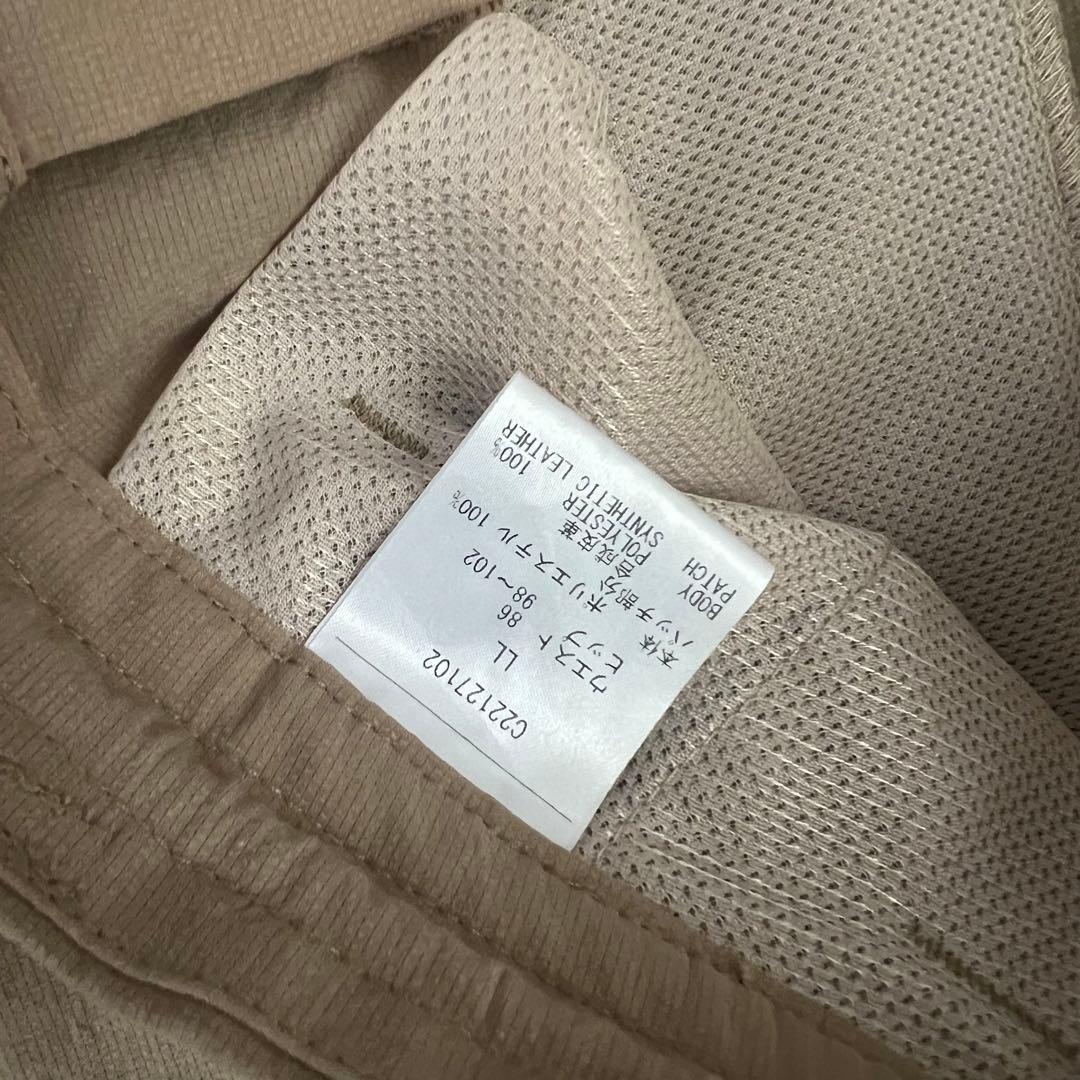 C22127102
LL
ウエスト 86
ヒップ 98〜102
本体 ポリエステル 100%
パッチ部分 合成皮革
BODY POLYESTER 100%
PATCH SYNTHETIC LEATHER